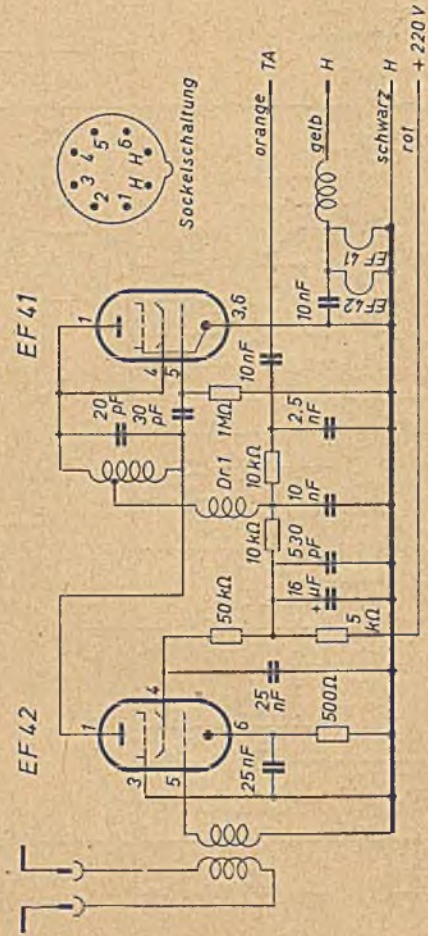 EF 42
EF 41
1
3
4
5
6
1
4
5
3,6
20
pF
30
pF
1MΩ
Dr.1
50 kΩ
10 kΩ
10 kΩ
10 nF
25
nF
25 nF
500Ω
5
kΩ
+
16
µF
530
pF
10
nF
2,5
nF
10 nF
EF 42
EF 41
1
2
3
4
5
6
H
H
Sockelschaltung
orange TA
gelb H
schwarz H
rot + 220 V